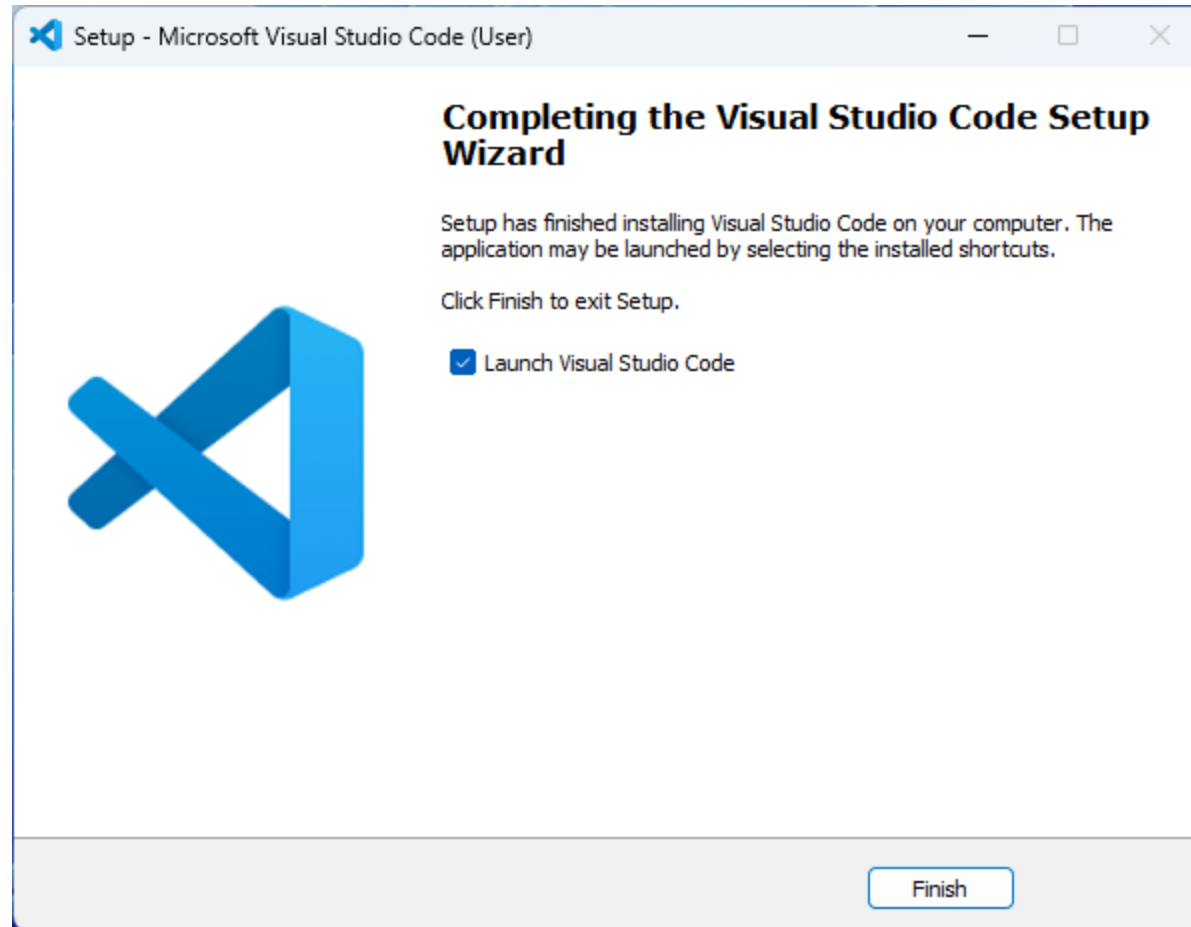 Setup - Microsoft Visual Studio Code (User)
Completing the Visual Studio Code Setup
Wizard
Setup has finished installing Visual Studio Code on your computer. The
application may be launched by selecting the installed shortcuts.
Click Finish to exit Setup.
Launch Visual Studio Code
Finish